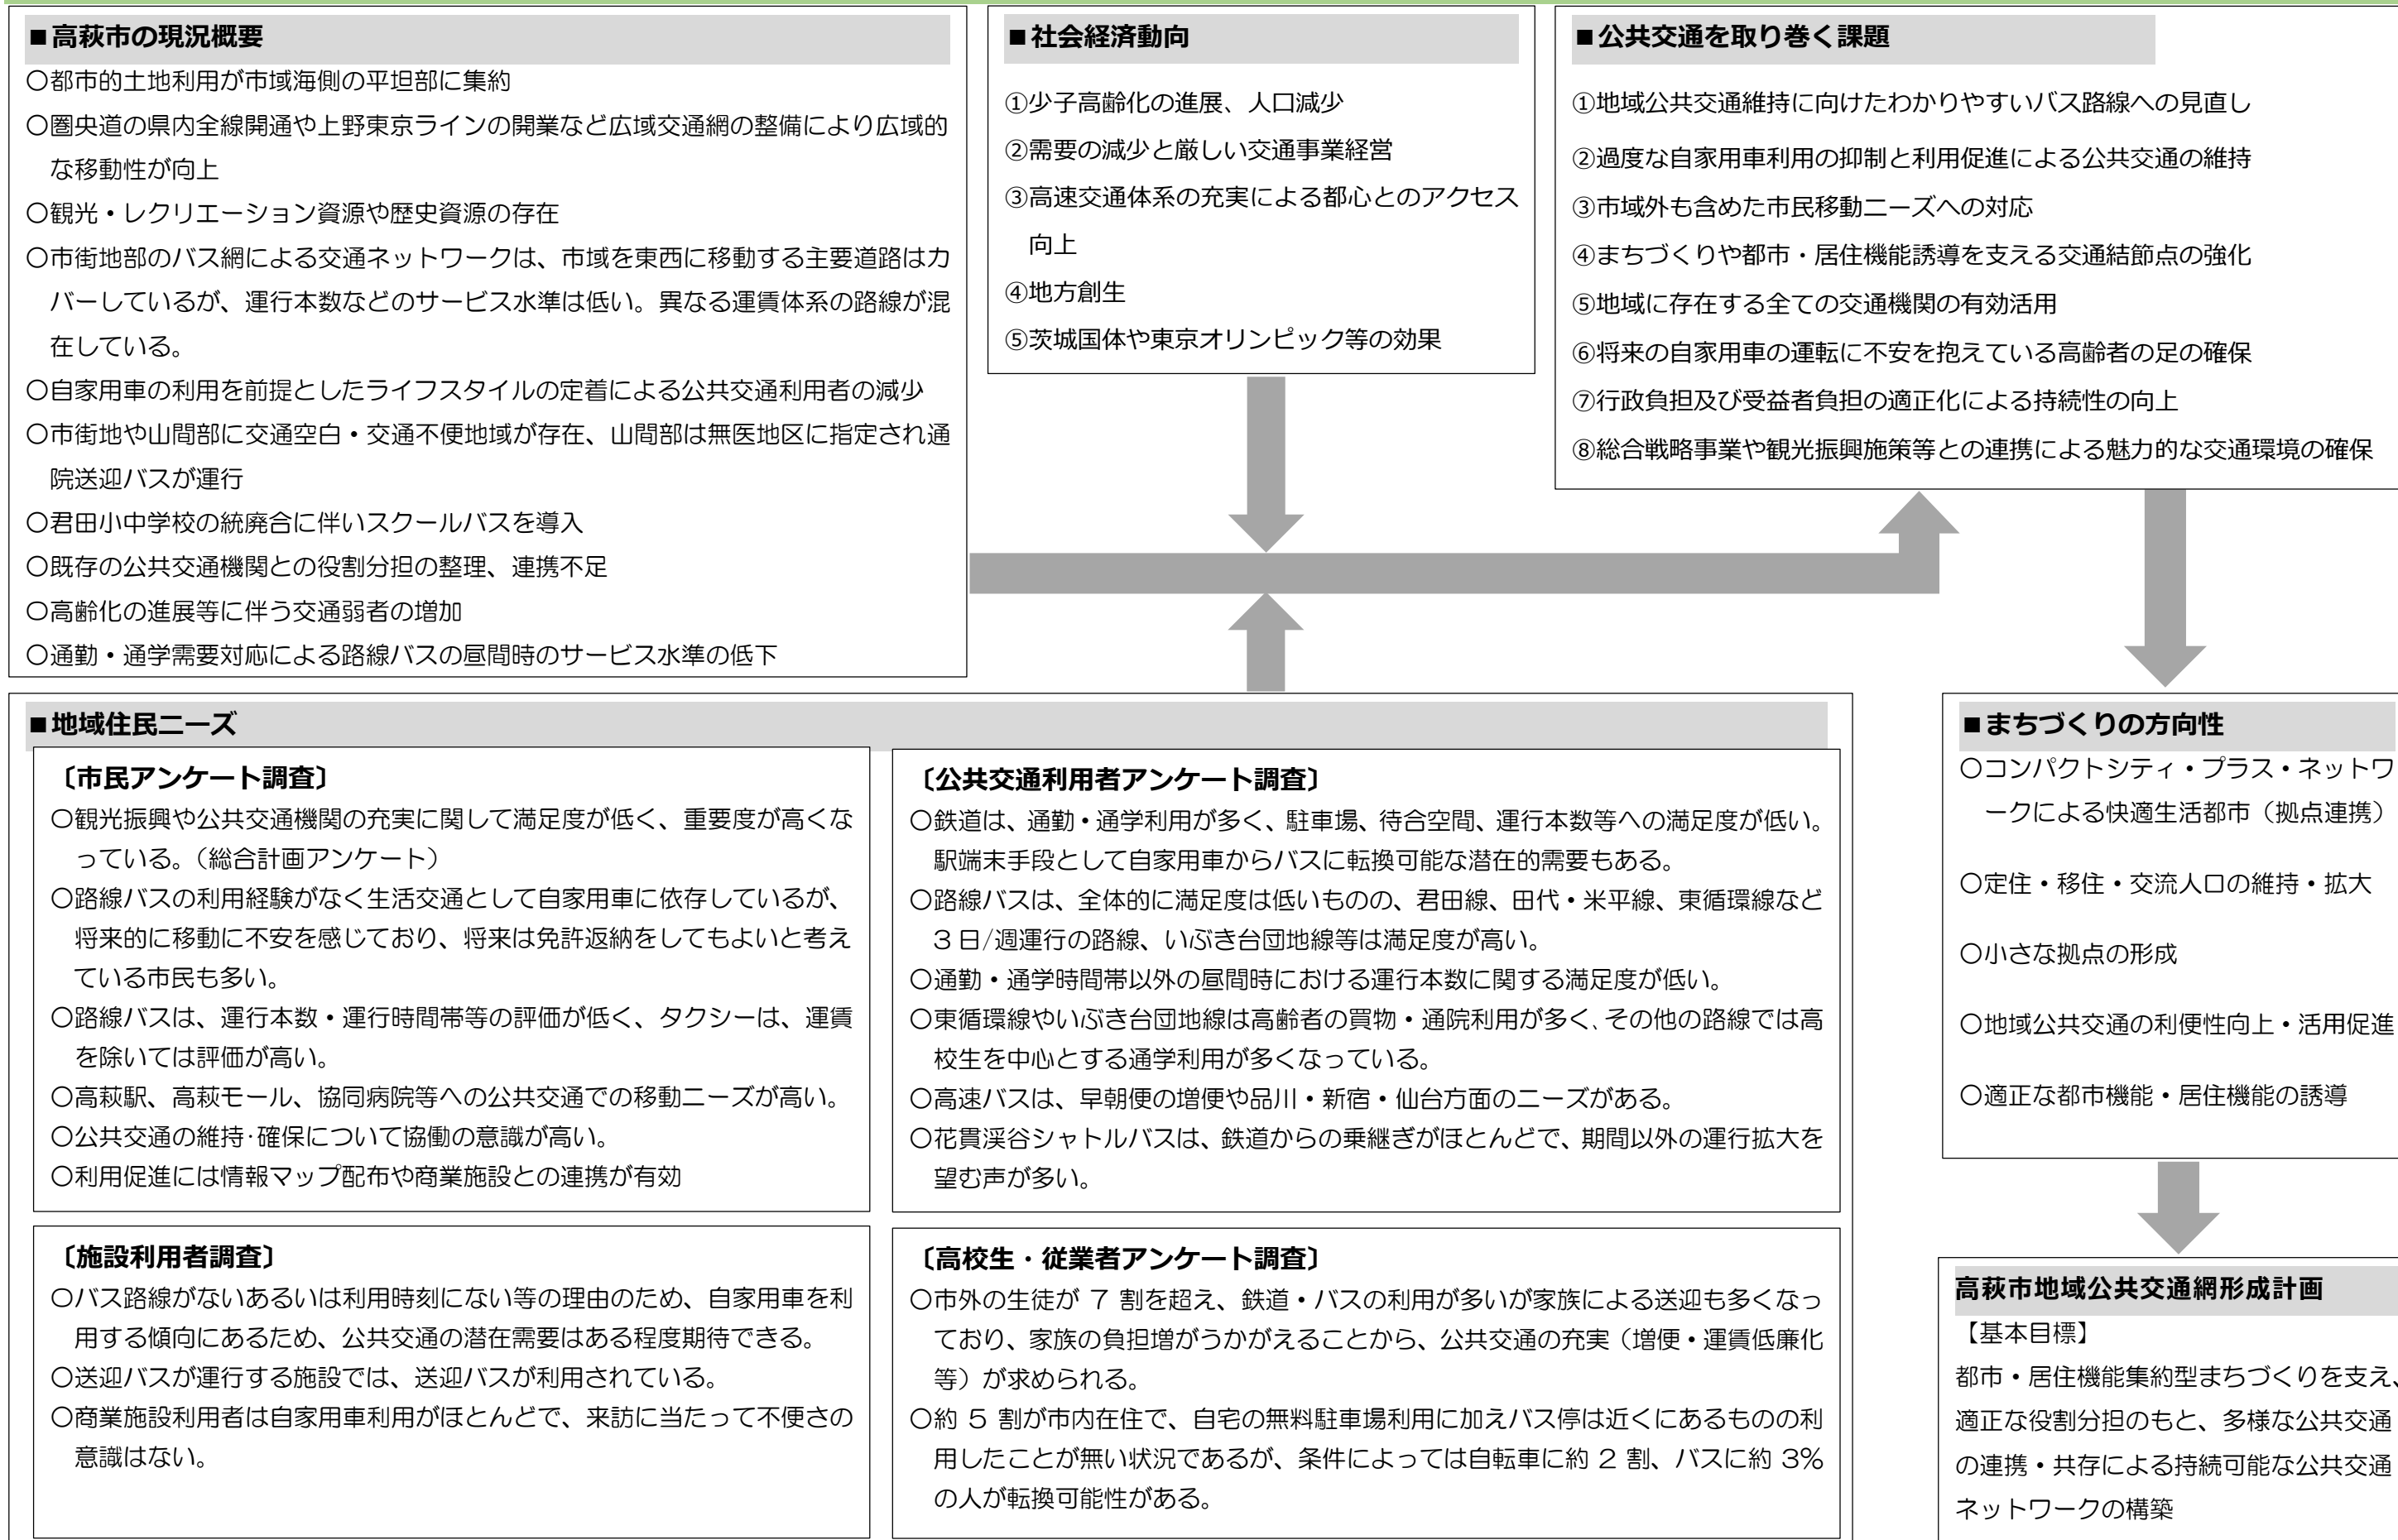 ■高萩市の現況概要
〇都市的土地利用が市域海側の平坦部に集約
〇圏央道の県内全線開通や上野東京ラインの開業など広域交通網の整備により広域的
な移動性が向上
〇観光・レクリエーション資源や歴史資源の存在
〇市街地部のバス網による交通ネットワークは、市域を東西に移動する主要道路はカ
バーしているが、運行本数などのサービス水準は低い。異なる運賃体系の路線が混
在している。
〇自家用車の利用を前提としたライフスタイルの定着による公共交通利用者の減少
〇市街地や山間部に交通空白・交通不便地域が存在、山間部は無医地区に指定され通
院送迎バスが運行
〇君田小中学校の統廃合に伴いスクールバスを導入
〇既存の公共交通機関との役割分担の整理、連携不足
〇高齢化の進展等に伴う交通弱者の増加
〇通勤・通学需要対応による路線バスの昼間時のサービス水準の低下
■社会経済動向
①少子高齢化の進展、人口減少
②需要の減少と厳しい交通事業経営
③高速交通体系の充実による都心とのアクセス
向上
④地方創生
⑤茨城国体や東京オリンピック等の効果
■公共交通を取り巻く課題
①地域公共交通維持に向けたわかりやすいバス路線への見直し
②過度な自家用車利用の抑制と利用促進による公共交通の維持
③市域外も含めた市民移動ニーズへの対応
④まちづくりや都市・居住機能誘導を支える交通結節点の強化
⑤地域に存在する全ての交通機関の有効活用
⑥将来の自家用車の運転に不安を抱えている高齢者の足の確保
⑦行政負担及び受益者負担の適正化による持続性の向上
⑧総合戦略事業や観光振興施策等との連携による魅力的な交通環境の確保
■地域住民ニーズ
〔市民アンケート調査〕
〇観光振興や公共交通機関の充実に関して満足度が低く、重要度が高くな
っている。（総合計画アンケート）
〇路線バスの利用経験がなく生活交通として自家用車に依存しているが、
将来的に移動に不安を感じており、将来は免許返納をしてもよいと考え
ている市民も多い。
〇路線バスは、運行本数・運行時間帯等の評価が低く、タクシーは、運賃
を除いては評価が高い。
〇高萩駅、高萩モール、協同病院等への公共交通での移動ニーズが高い。
〇公共交通の維持・確保について協働の意識が高い。
〇利用促進には情報マップ配布や商業施設との連携が有効
〔公共交通利用者アンケート調査〕
〇鉄道は、通勤・通学利用が多く、駐車場、待合空間、運行本数等への満足度が低い。
駅端末手段として自家用車からバスに転換可能な潜在的需要もある。
〇路線バスは、全体的に満足度は低いものの、君田線、田代・米平線、東循環線など
3日/週運行の路線、いぶき台団地線等は満足度が高い。
〇通勤・通学時間帯以外の昼間時における運行本数に関する満足度が低い。
〇東循環線やいぶき台団地線は高齢者の買物・通院利用が多く、その他の路線では高
校生を中心とする通学利用が多くなっている。
〇高速バスは、早朝便の増便や品川・新宿・仙台方面のニーズがある。
〇花貫渓谷シャトルバスは、鉄道からの乗継ぎがほとんどで、期間以外の運行拡大を
望む声が多い。
〔施設利用者調査〕
〇バス路線がないあるいは利用時刻にない等の理由のため、自家用車を利
用する傾向にあるため、公共交通の潜在需要はある程度期待できる。
〇送迎バスが運行する施設では、送迎バスが利用されている。
〇商業施設利用者は自家用車利用がほとんどで、来訪に当たって不便さの
意識はない。
〔高校生・従業者アンケート調査〕
〇市外の生徒が 7 割を超え、鉄道・バスの利用が多いが家族による送迎も多くなっ
ており、家族の負担増がうかがえることから、公共交通の充実（増便・運賃低廉化
等）が求められる。
〇約 5 割が市内在住で、自宅の無料駐車場利用に加えバス停は近くにあるものの利
用したことが無い状況であるが、条件によっては自転車に約 2 割、バスに約 3%
の人が転換可能性がある。
■まちづくりの方向性
〇コンパクトシティ・プラス・ネットワ
ークによる快適生活都市（拠点連携）
〇定住・移住・交流人口の維持・拡大
〇小さな拠点の形成
〇地域公共交通の利便性向上・活用促進
〇適正な都市機能・居住機能の誘導
高萩市地域公共交通網形成計画
【基本目標】
都市・居住機能集約型まちづくりを支え、
適正な役割分担のもと、多様な公共交通
の連携・共存による持続可能な公共交通
ネットワークの構築